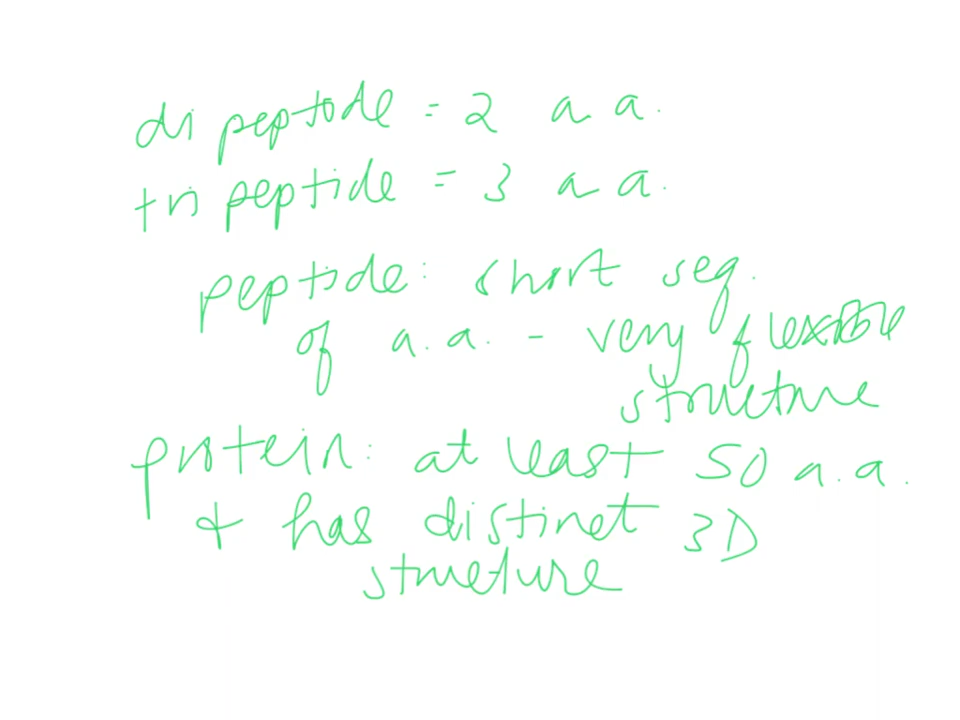 di peptide = 2 a a.
tri peptide = 3 a a.
peptide: short seq.
of a.a. - very flexible
structure
protein: at least 50 a.a.
+ has distinct 3D
structure